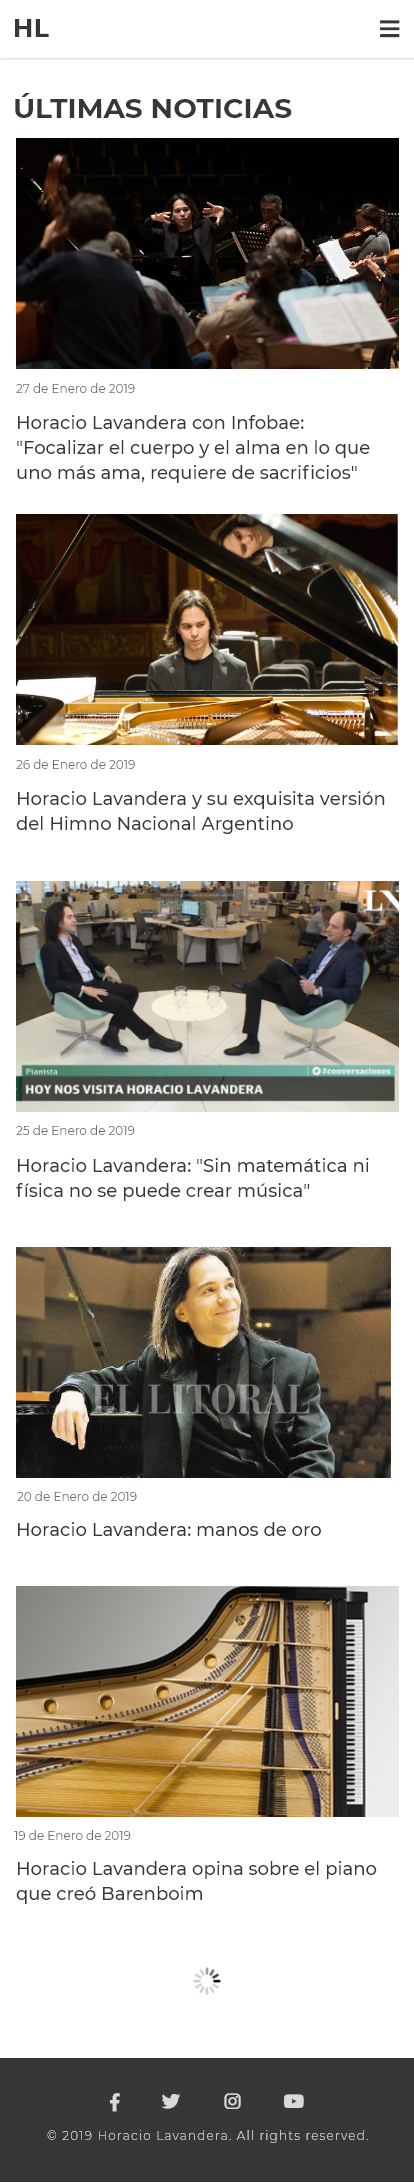 HL
ÚLTIMAS NOTICIAS
27 de Enero de 2019
Horacio Lavandera con Infobae:
"Focalizar el cuerpo y el alma en lo que
uno más ama, requiere de sacrificios"
26 de Enero de 2019
Horacio Lavandera y su exquisita versión
del Himno Nacional Argentino
LN
Pianista
#conversaciones
HOY NOS VISITA HORACIO LAVANDERA
25 de Enero de 2019
Horacio Lavandera: "Sin matemática ni
física no se puede crear música"
EL LITORAL
20 de Enero de 2019
Horacio Lavandera: manos de oro
19 de Enero de 2019
Horacio Lavandera opina sobre el piano
que creó Barenboim
© 2019 Horacio Lavandera. All rights reserved.